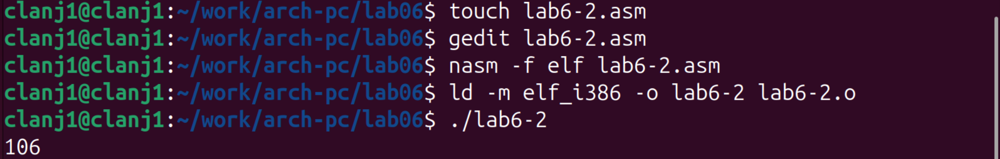 clanj1@clanj1:~/work/arch-pc/lab06$ touch lab6-2.asm
clanj1@clanj1:~/work/arch-pc/lab06$ gedit lab6-2.asm
clanj1@clanj1:~/work/arch-pc/lab06$ nasm -f elf lab6-2.asm
clanj1@clanj1:~/work/arch-pc/lab06$ ld -m elf_i386 -o lab6-2 lab6-2.o
clanj1@clanj1:~/work/arch-pc/lab06$ ./lab6-2
106